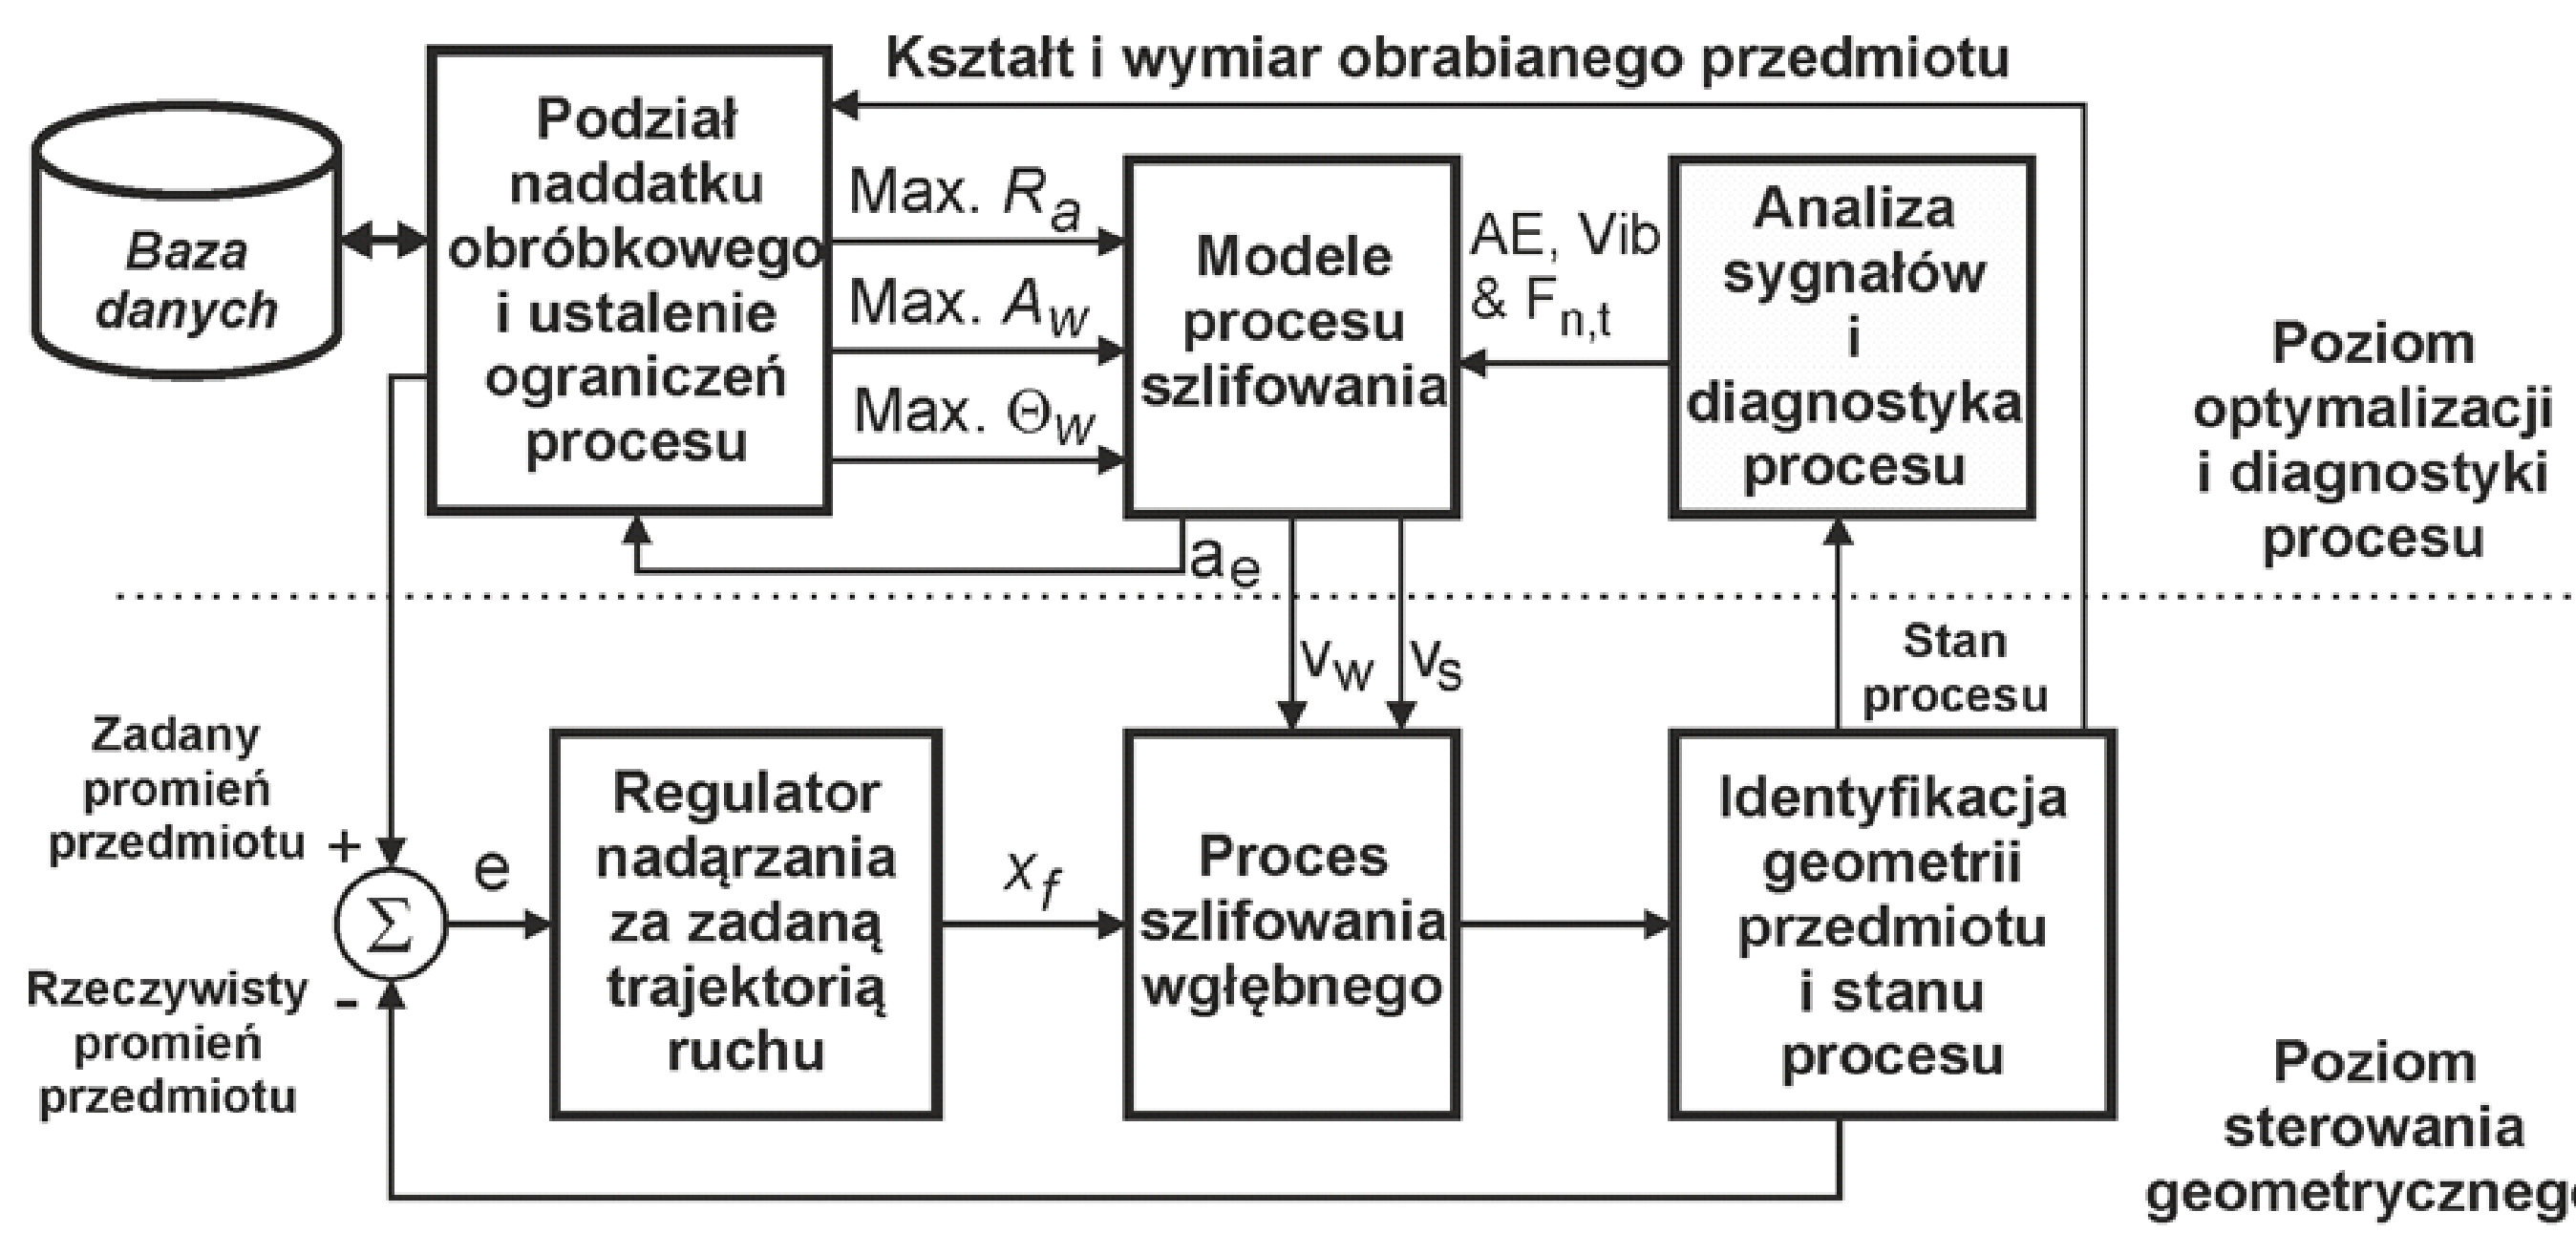 Kształt i wymiar obrabianego przedmiotu
Baza
danych
Podział
naddatku
obróbkowego
i ustalenie
ograniczeń
procesu
Max. Ra
Max. Aw
Max. Θw
Modele
procesu
szlifowania
AE, Vib
& Fn,t
Analiza
sygnałów
i
diagnostyka
procesu
Poziom
optymalizacji
i diagnostyki
procesu
ae
vw
vs
Stan
procesu
Zadany
promień
przedmiotu
+
Σ
e
Rzeczywisty
promień
przedmiotu
-
Regulator
nadąrzania
za zadaną
trajektorią
ruchu
xf
Proces
szlifowania
wgłębnego
Identyfikacja
geometrii
przedmiotu
i stanu
procesu
Poziom
sterowania
geometryczneg